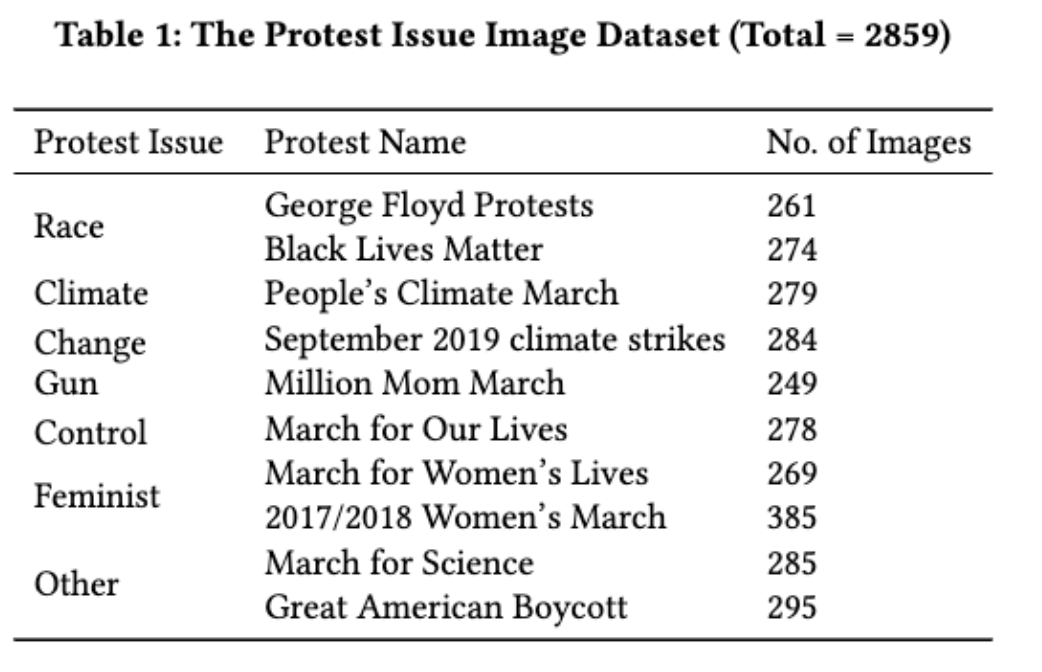 Table 1: The Protest Issue Image Dataset (Total = 2859)
Protest Issue Protest Name No. of Images
Race George Floyd Protests 261
Black Lives Matter 274
Climate People’s Climate March 279
Change September 2019 climate strikes 284
Gun Million Mom March 249
Control March for Our Lives 278
Feminist March for Women’s Lives 269
2017/2018 Women’s March 385
Other March for Science 285
Great American Boycott 295